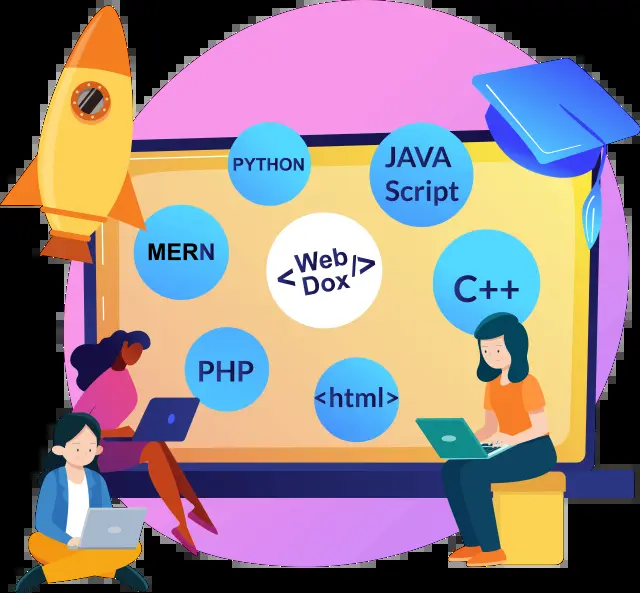 PYTHON
JAVA
Script
MERN
<Web/>
Dox
C++
PHP
<html>